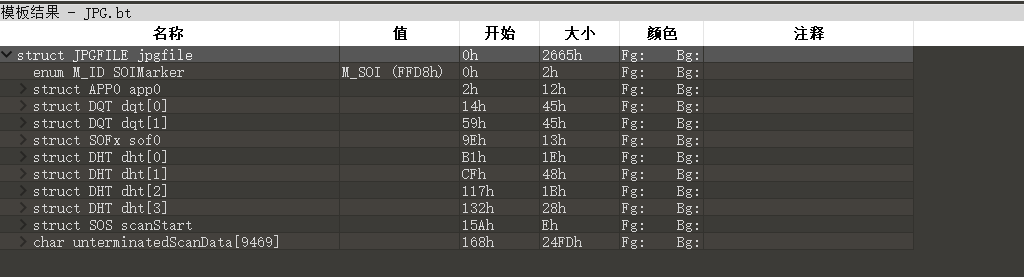 模板结果 - JPG.bt
名称 值 开始 大小 颜色 注释
struct JPGFILE jpgfile 0h 2665h Fg: Bg:
enum M_ID SOIMarker M_SOI (FFD8h) 0h 2h Fg: Bg:
struct APP0 app0 2h 12h Fg: Bg:
struct DQT dqt[0] 14h 45h Fg: Bg:
struct DQT dqt[1] 59h 45h Fg: Bg:
struct SOFx sof0 9Eh 13h Fg: Bg:
struct DHT dht[0] B1h 1Eh Fg: Bg:
struct DHT dht[1] CFh 48h Fg: Bg:
struct DHT dht[2] 117h 1Bh Fg: Bg:
struct DHT dht[3] 132h 28h Fg: Bg:
struct SOS scanStart 15Ah Eh Fg: Bg:
char unterminatedScanData[9469] 168h 24FDh Fg: Bg: